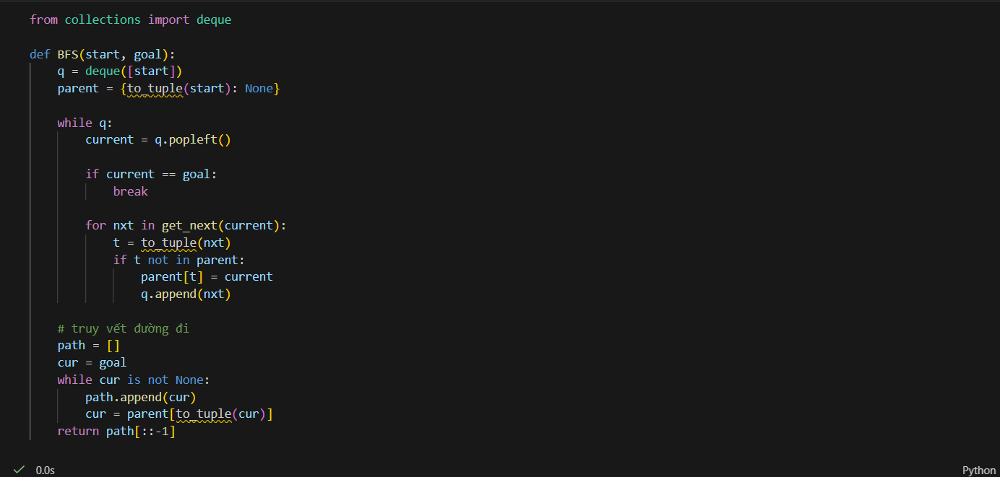 from collections import deque
def BFS(start, goal):
    q = deque([start])
    parent = {to_tuple(start): None}
    while q:
        current = q.popleft()
        if current == goal:
            break
        for nxt in get_next(current):
            t = to_tuple(nxt)
            if t not in parent:
                parent[t] = current
                q.append(nxt)
    # truy vết đường đi
    path = []
    cur = goal
    while cur is not None:
        path.append(cur)
        cur = parent[to_tuple(cur)]
    return path[::-1]
0.0s
Python